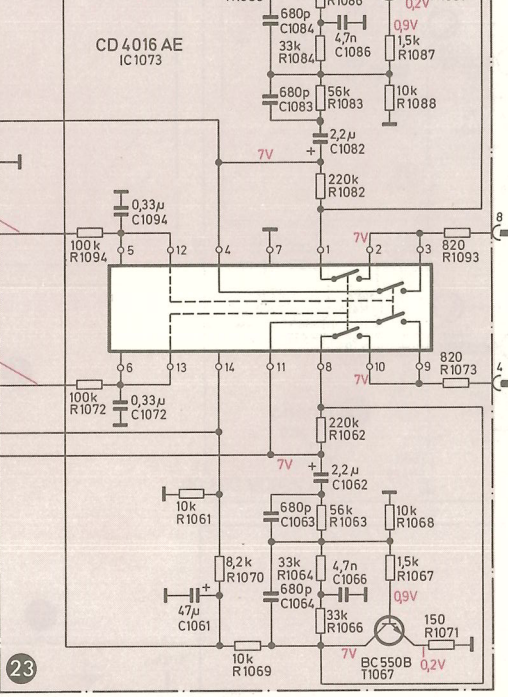 R1086
0,2V
680p
C1084
4,7n
C1086
0,9V
CD 4016 AE
IC1073
33k
R1084
1,5k
R1087
680p
C1083
56k
R1083
10k
R1088
2,2µ
C1082
+
7V
220k
R1082
0,33µ
C1094
8
100k
R1094
7V
820
R1093
5
12
4
7
1
2
3
6
13
14
11
8
10
9
7V
820
R1073
4
100k
R1072
0,33µ
C1072
220k
R1062
7V
+
2,2µ
C1062
10k
R1061
680p
C1063
56k
R1063
10k
R1068
8,2k
R1070
33k
R1064
4,7n
C1066
1,5k
R1067
680p
C1064
0,9V
+
47µ
C1061
33k
R1066
150
R1071
10k
R1069
7V
BC550B
T1067
0,2V
23